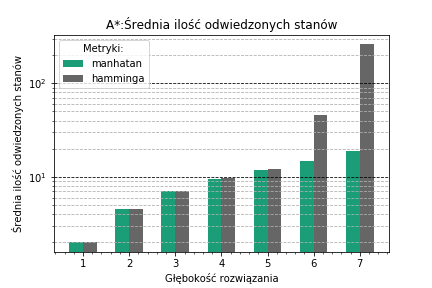 A*:Średnia ilość odwiedzonych stanów
Metryki:
manhatan
hamminga
Średnia ilość odwiedzonych stanów
10²
10¹
1 2 3 4 5 6 7
Głębokość rozwiązania